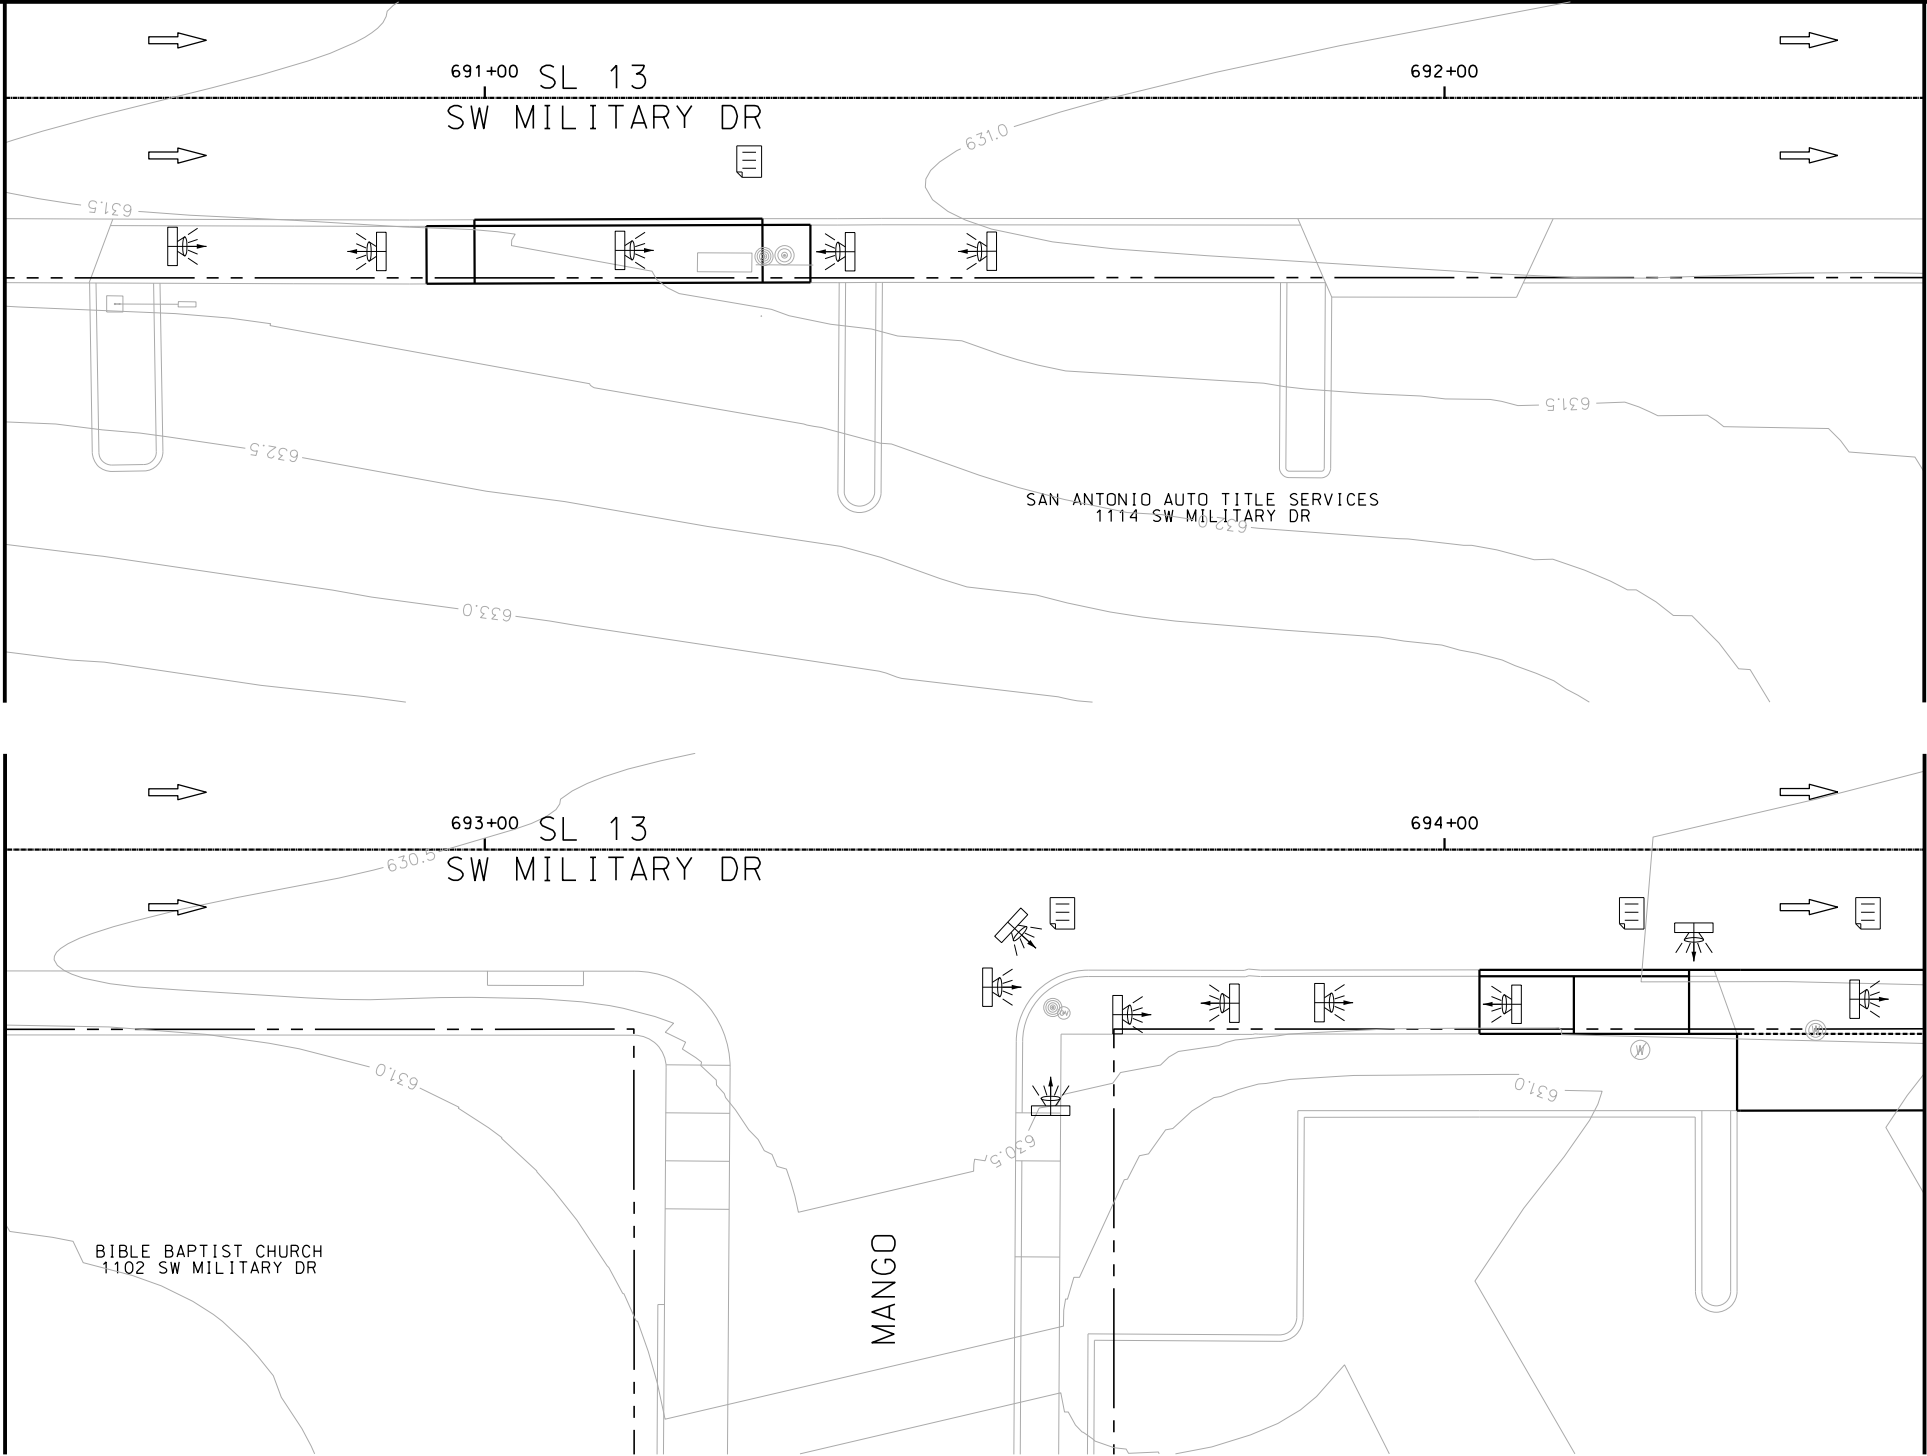 691+00 SL 13 692+00
SW MILITARY DR
631.0
631.5
631.5
632.5
SAN ANTONIO AUTO TITLE SERVICES
1114 SW MILITARY DR
632.0
633.0
693+00 SL 13 694+00
630.5
SW MILITARY DR
W
W
631.0
631.0
630.5
MANGO
BIBLE BAPTIST CHURCH
1102 SW MILITARY DR